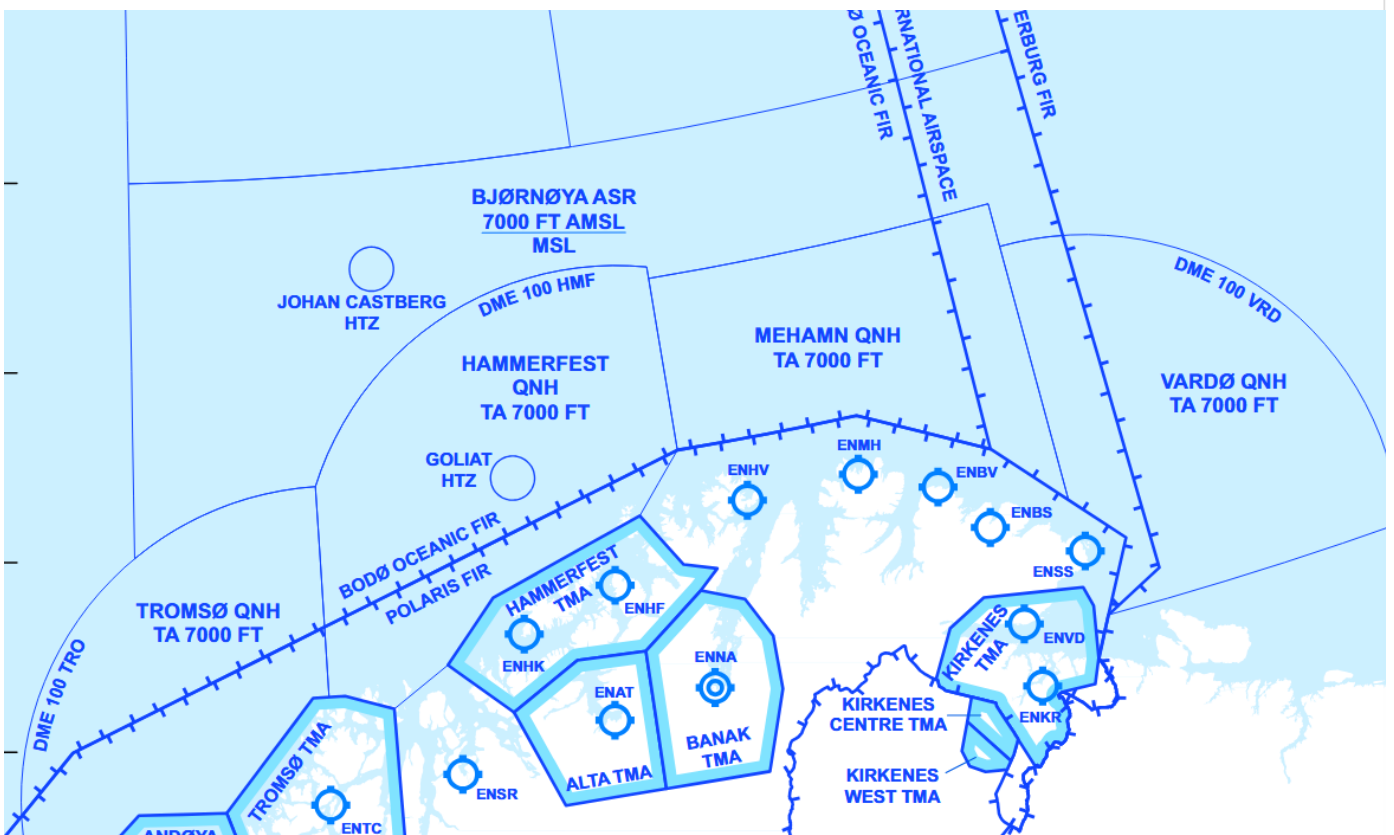 Ø OCEANIC FIR
RNATIONAL AIRSPACE
ERBURG FIR
BJØRNØYA ASR
7000 FT AMSL
MSL
JOHAN CASTBERG
HTZ
DME 100 HMF
DME 100 VRD
HAMMERFEST
QNH
TA 7000 FT
MEHAMN QNH
TA 7000 FT
VARDØ QNH
TA 7000 FT
GOLIAT
HTZ
ENHV
ENMH
ENBV
ENBS
ENSS
BODØ OCEANIC FIR
POLARIS FIR
HAMMERFEST
TMA
ENHF
ENHK
TROMSØ QNH
TA 7000 FT
DME 100 TRO
KIRKENES
TMA
ENVD
ENKR
ENNA
ENAT
KIRKENES
CENTRE TMA
KIRKENES
WEST TMA
BANAK
TMA
ALTA TMA
TROMSØ TMA
ENSR
ENTC
ANDØYA